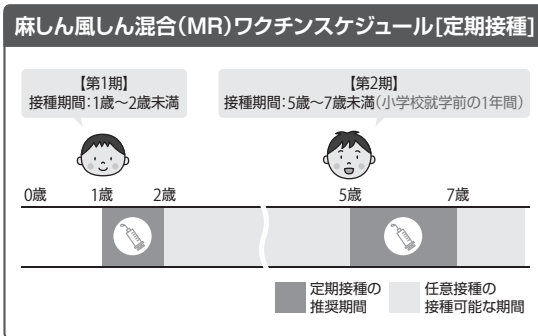 麻しん風しん混合(MR)ワクチンスケジュール[定期接種]
【第1期】
接種期間:1歳~2歳未満
【第2期】
接種期間:5歳~7歳未満(小学校就学前の1年間)
0歳 1歳 2歳 5歳 7歳
定期接種の
推奨期間
任意接種の
接種可能な期間